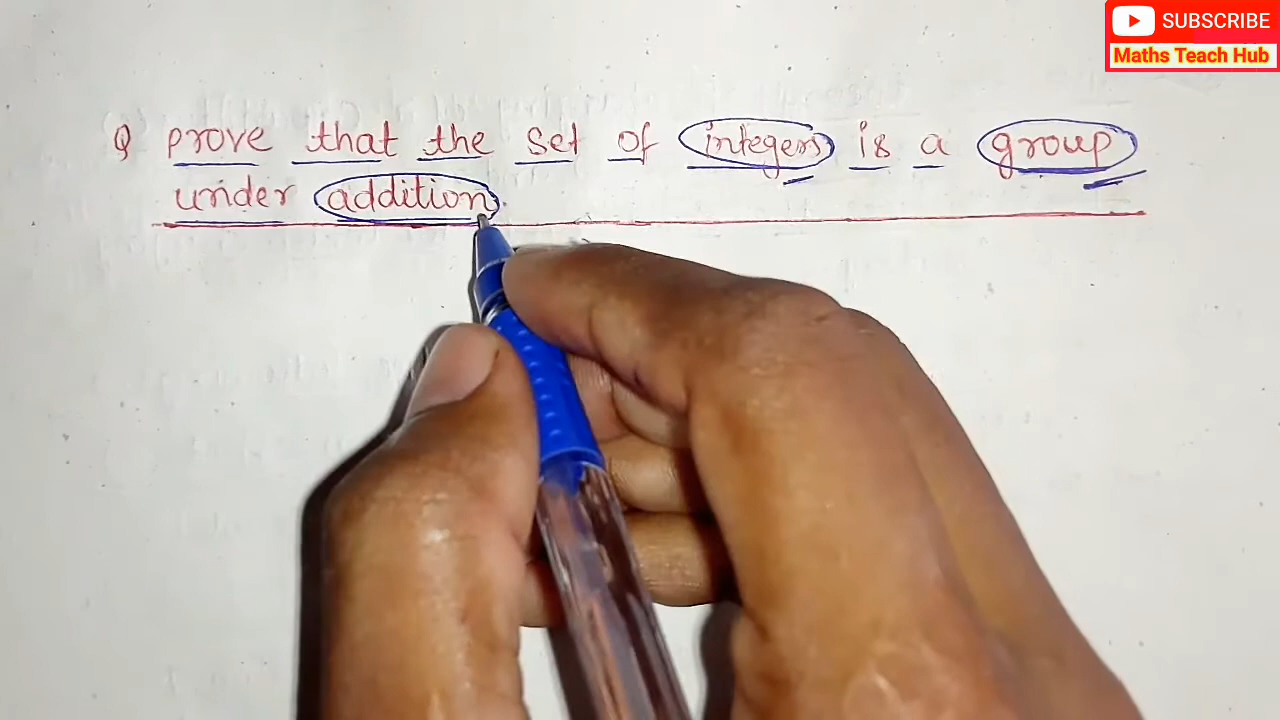 SUBSCRIBE
Maths Teach Hub
Q prove that the set of integers is a group
under addition.